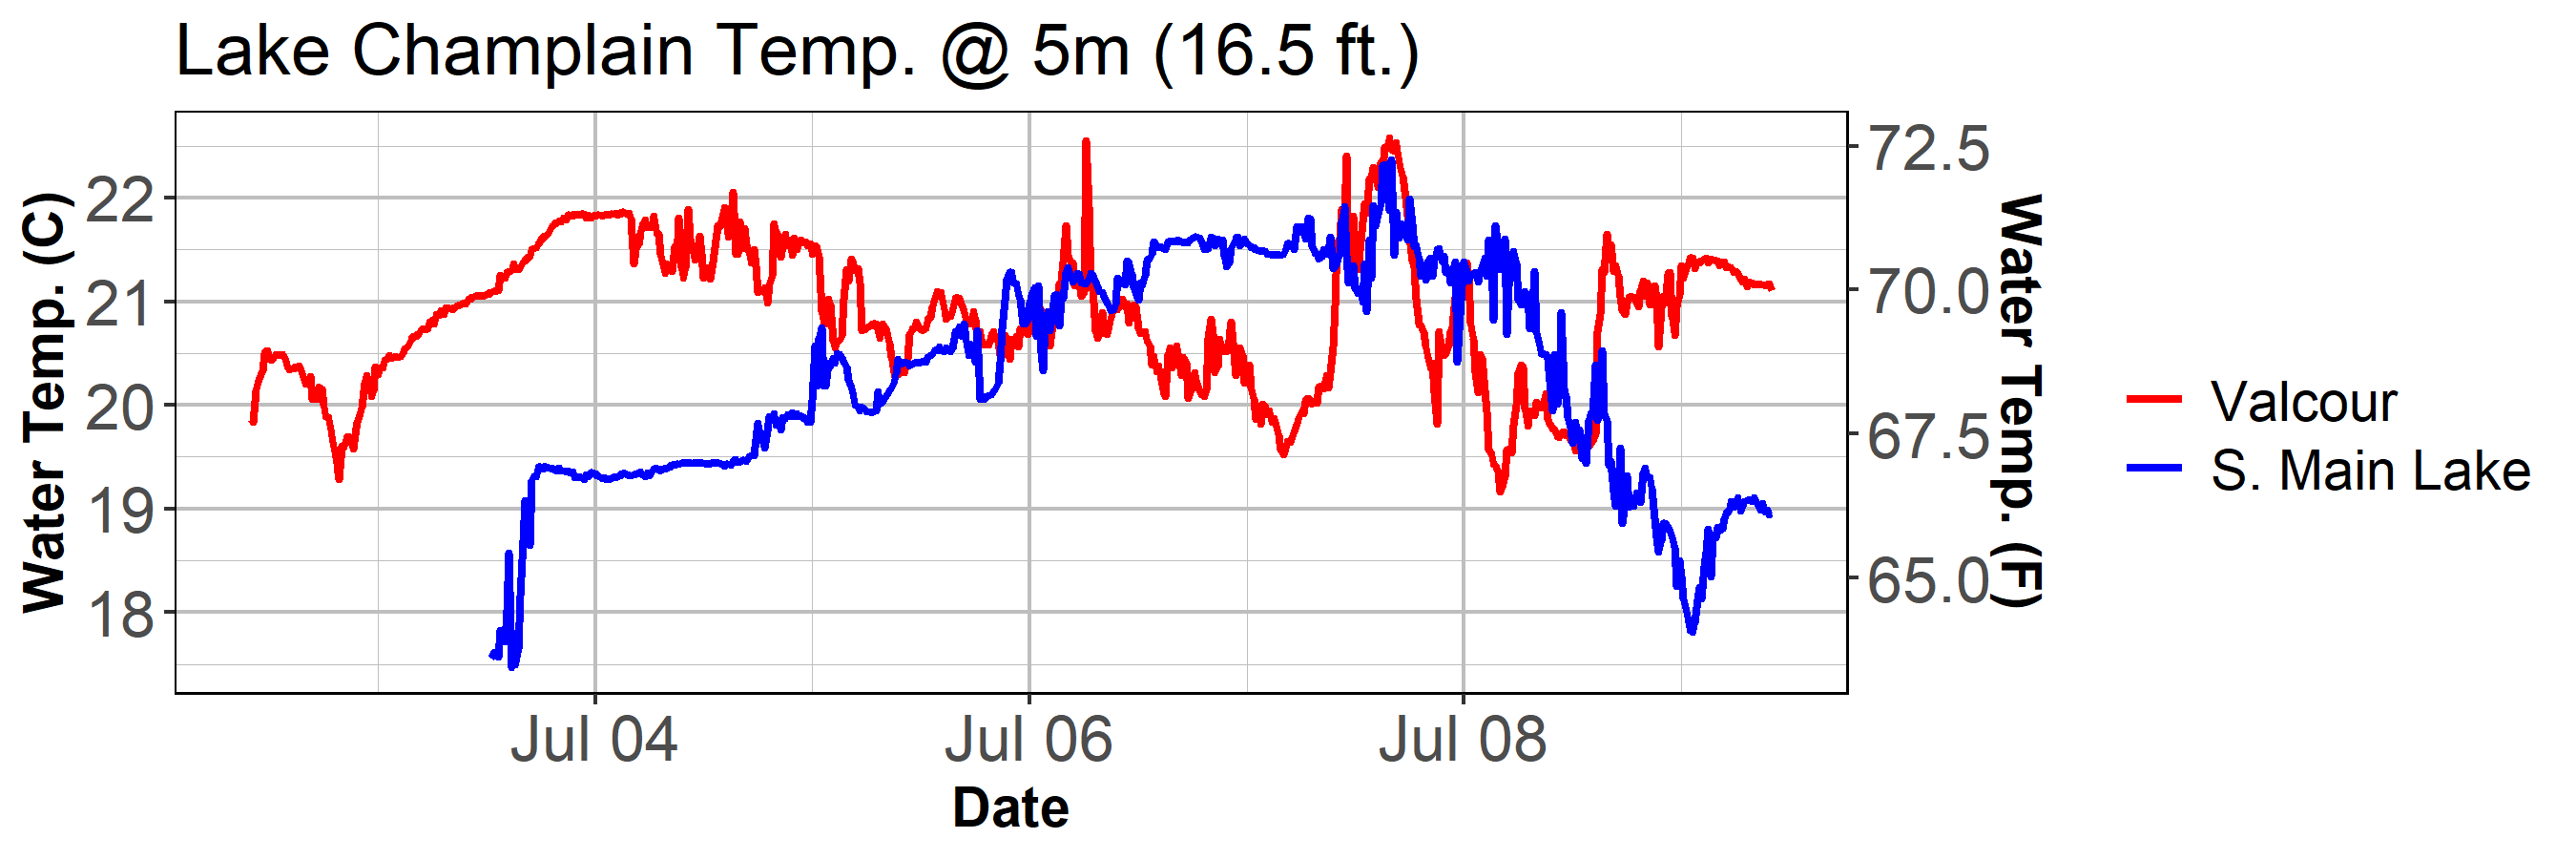 Lake Champlain Temp. @ 5m (16.5 ft.)
Water Temp. (C)
22
21
20
19
18
72.5
70.0
67.5
65.0
Water Temp. (F)
Jul 04
Jul 06
Jul 08
Date
Valcour
S. Main Lake